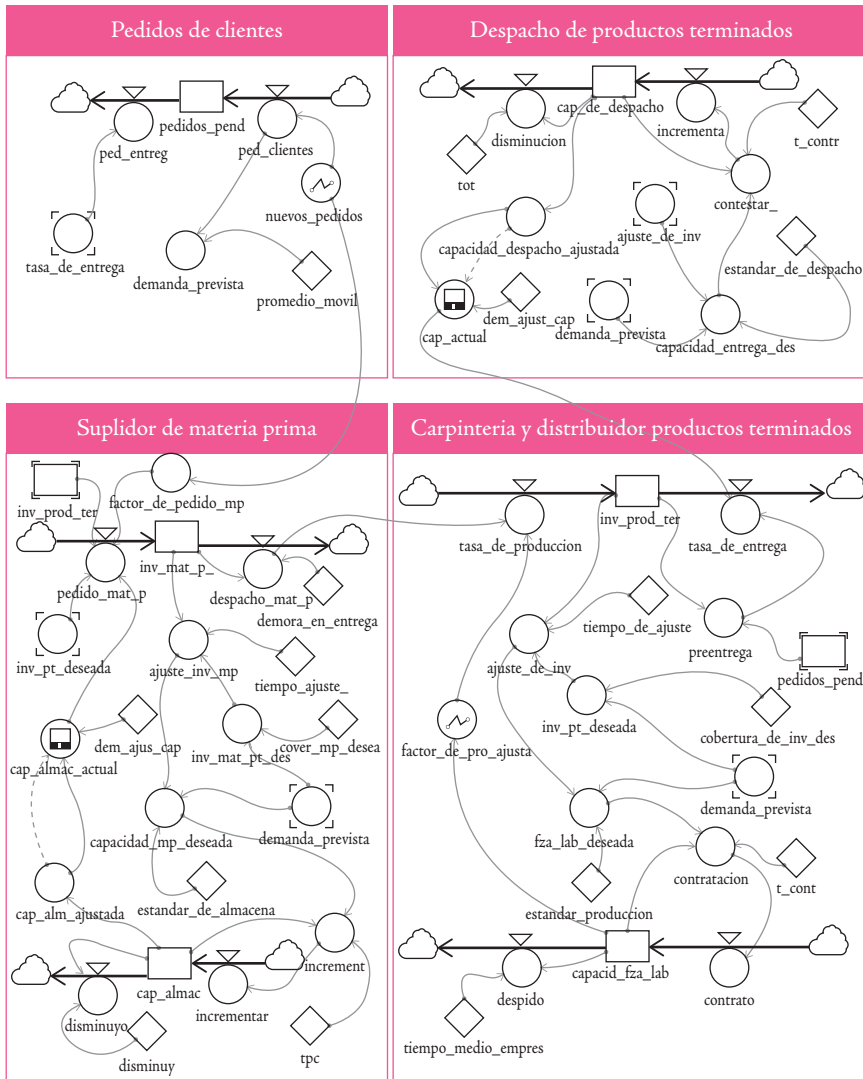 Pedidos de clientes
pedidos_pend
ped_entreg
ped_clientes
nuevos_pedidos
tasa_de_entrega
demanda_prevista
promedio_movil
Despacho de productos terminados
cap_de_despacho
disminucion
incrementa
t_contr
tot
contestar_
capacidad_despacho_ajustada
ajuste_de_inv
estandar_de_despacho
dem_ajust_cap
cap_actual
demanda_prevista
capacidad_entrega_des
Suplidor de materia prima
inv_prod_ter
factor_de_pedido_mp
inv_mat_p_
pedido_mat_p
despacho_mat_p
demora_en_entrega
inv_pt_deseada
ajuste_inv_mp
tiempo_ajuste_
dem_ajus_cap
inv_mat_pt_des
cover_mp_desea
cap_almac_actual
capacidad_mp_deseada
demanda_prevista
cap_alm_ajustada
estandar_de_almacena
increment
cap_almac
disminuyo
incrementar
disminuy
tpc
Carpinteria y distribuidor productos terminados
inv_prod_ter
tasa_de_produccion
tasa_de_entrega
tiempo_de_ajuste
preentrega
ajuste_de_inv
pedidos_pend
inv_pt_deseada
cobertura_de_inv_des
factor_de_pro_ajusta
demanda_prevista
fza_lab_deseada
contratacion
t_cont
estandar_produccion
capacid_fza_lab
despido
contrato
tiempo_medio_empres